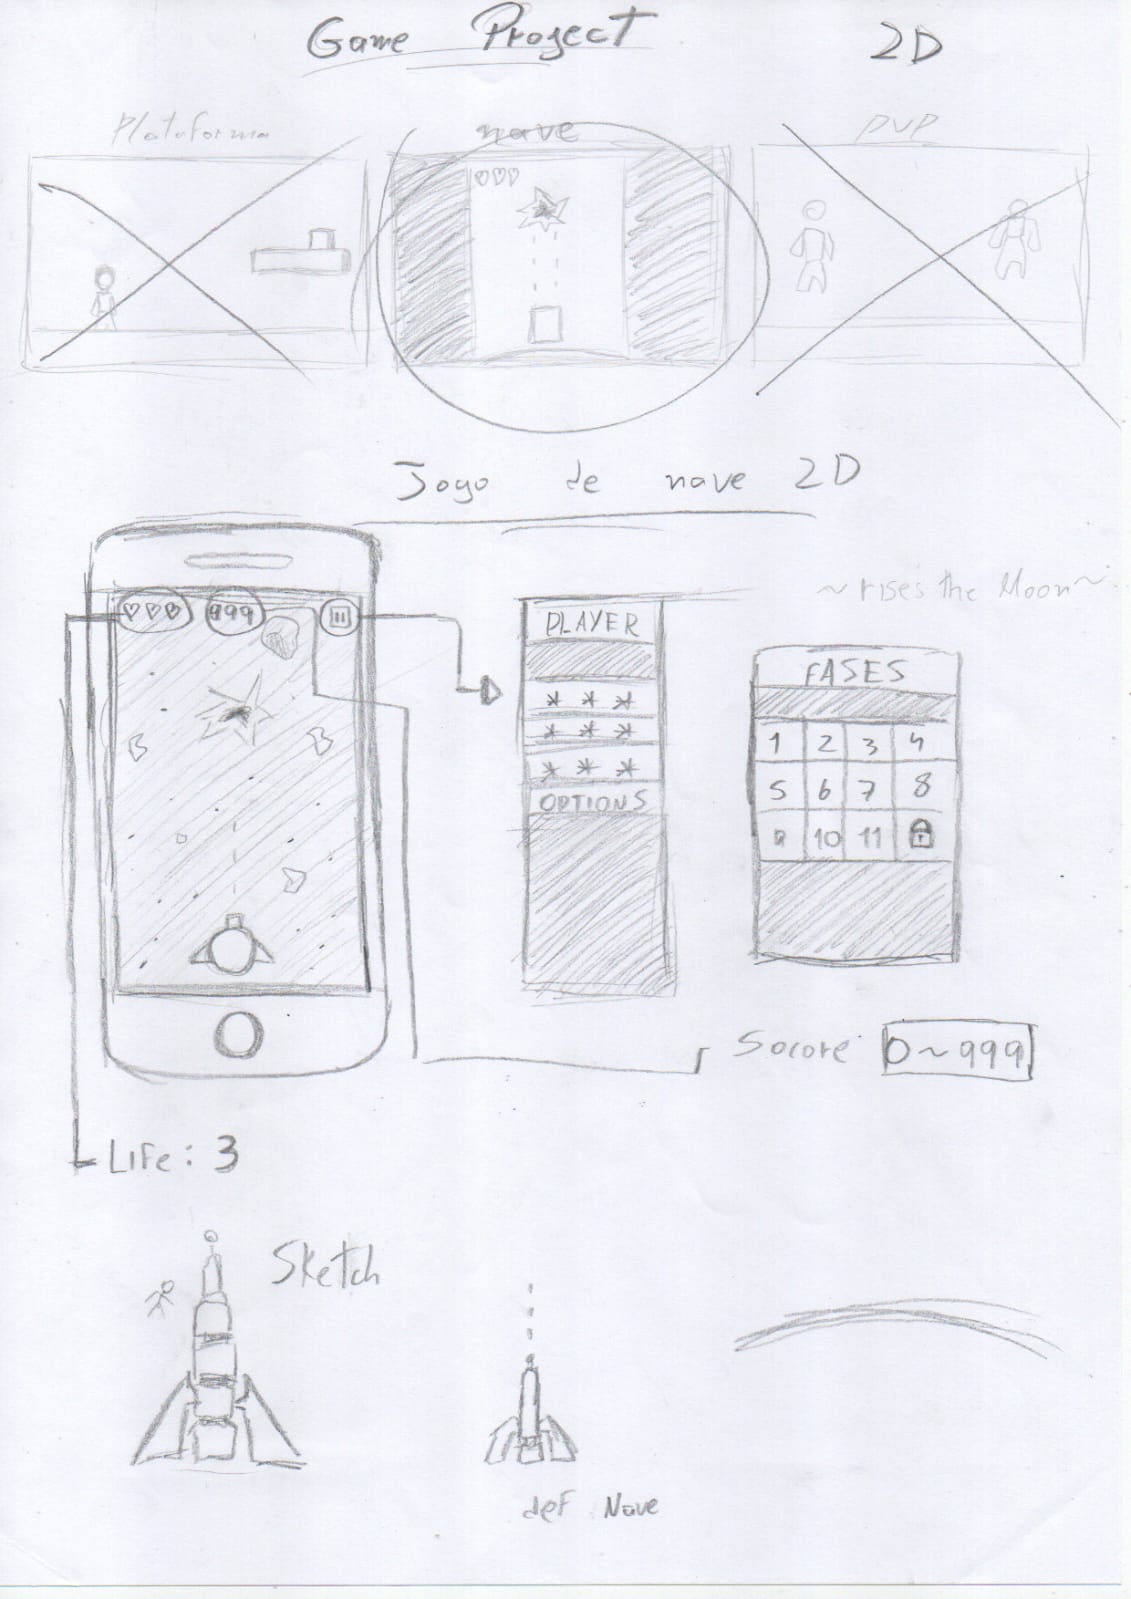 Game Project 2D
Plataforma nave PVP
Jogo de nave 2D
~rises the Moon~
999
PLAYER
* * *
* * *
* * *
OPTIONS
FASES
1 2 3 4
5 6 7 8
9 10 11
Socore 0~999
Life: 3
Sketch
def Nave